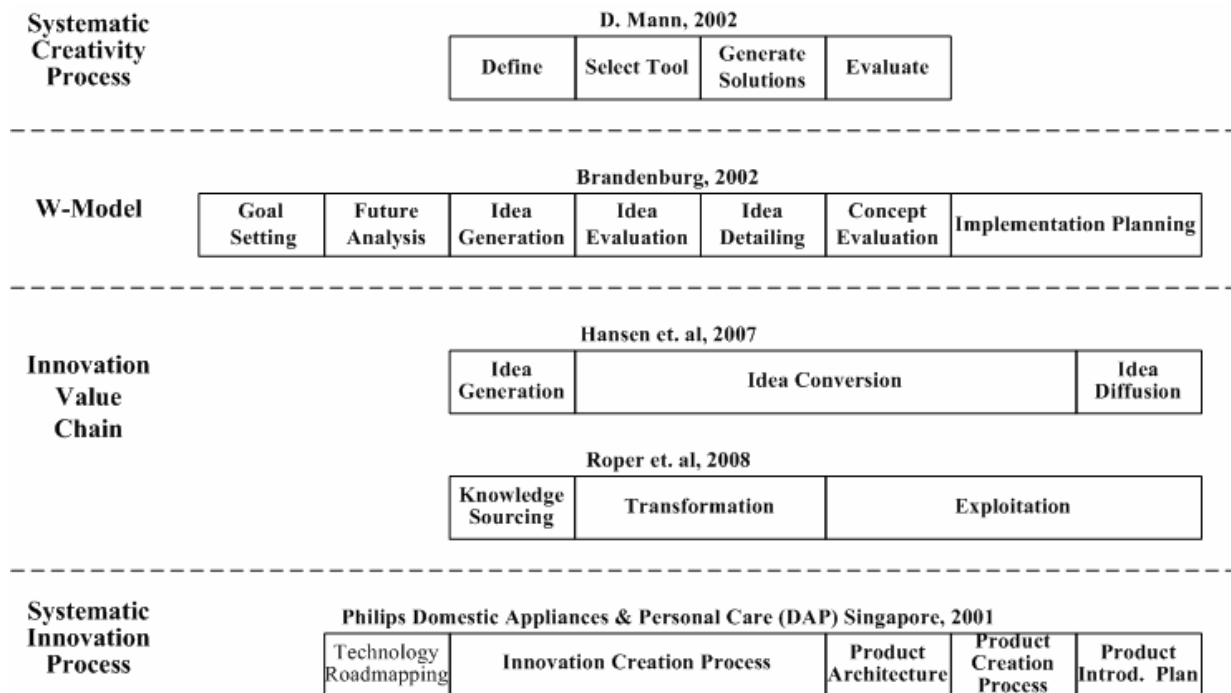 Systematic
Creativity
Process
D. Mann, 2002
Define
Select Tool
Generate
Solutions
Evaluate
W-Model
Brandenburg, 2002
Goal
Setting
Future
Analysis
Idea
Generation
Idea
Evaluation
Idea
Detailing
Concept
Evaluation
Implementation Planning
Innovation
Value
Chain
Hansen et. al, 2007
Idea
Generation
Idea Conversion
Idea
Diffusion
Roper et. al, 2008
Knowledge
Sourcing
Transformation
Exploitation
Systematic
Innovation
Process
Philips Domestic Appliances & Personal Care (DAP) Singapore, 2001
Technology
Roadmapping
Innovation Creation Process
Product
Architecture
Product
Creation
Process
Product
Introd. Plan